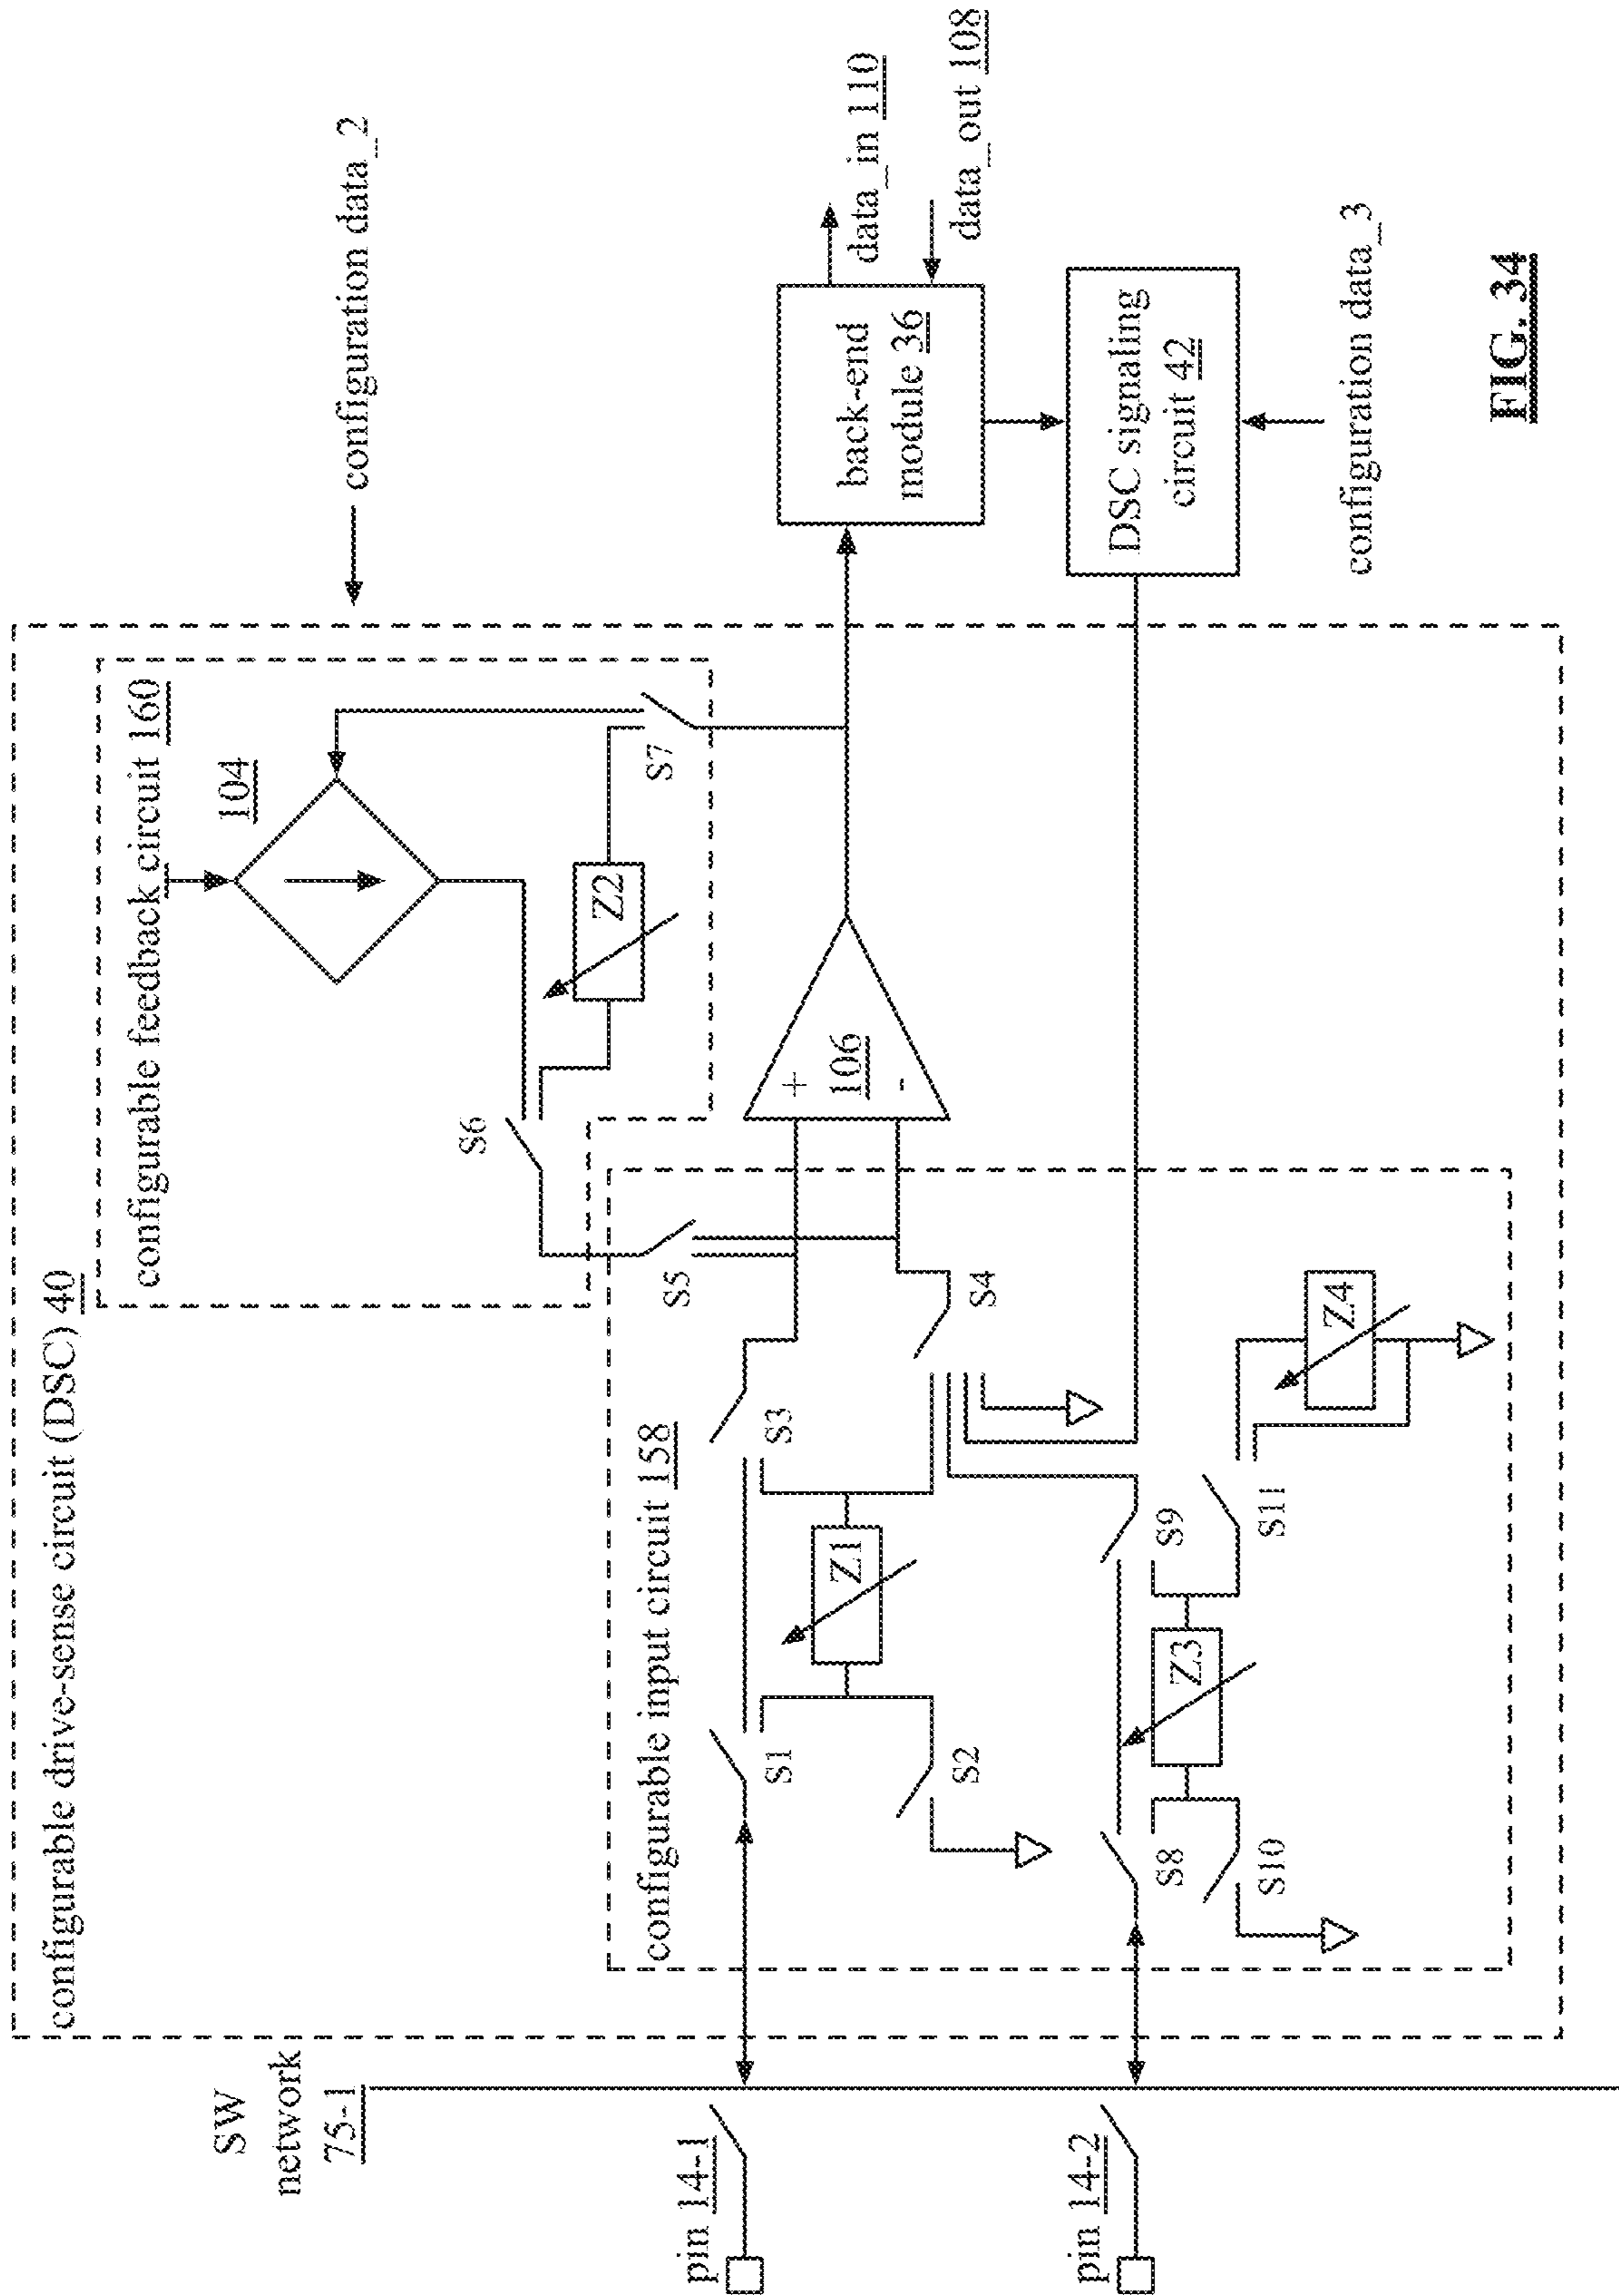 configurable drive-sense circuit (DSC) 40
configurable feedback circuit 160
configuration data_2
104
SW
network
75-1
S6
Z2
S7
configurable input circuit 158
S5
+
106
-
back-end
module 36
data_in 110
data_out 108
pin 14-1
S1
S3
Z1
S2
S4
DSC signaling
circuit 42
pin 14-2
S8
S9
Z3
S10
S11
Z4
configuration data_3
FIG. 34